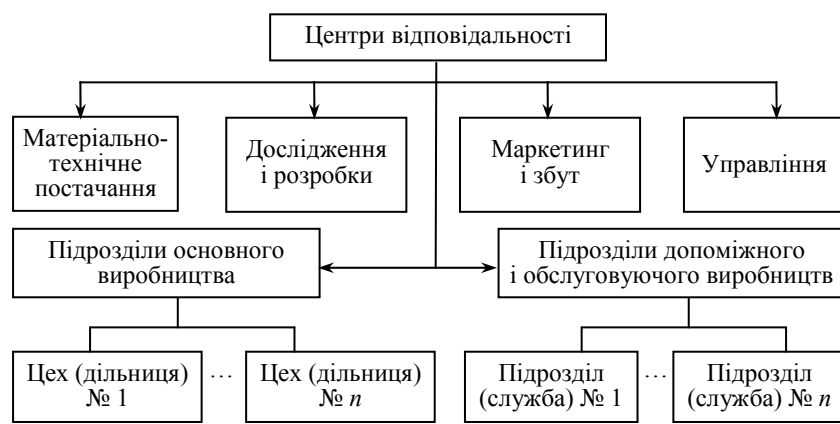 Центри відповідальності
Матеріально-
технічне
постачання
Дослідження
і розробки
Маркетинг
і збут
Управління
Підрозділи основного
виробництва
Підрозділи допоміжного
і обслуговуючого виробництв
Цех (дільниця)
№ 1
…
Цех (дільниця)
№ n
Підрозділ
(служба) № 1
…
Підрозділ
(служба) № n